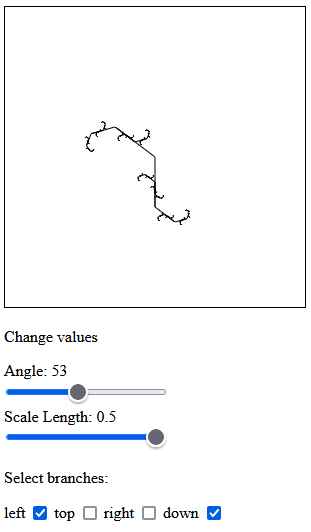 Change values
Angle: 53
Scale Length: 0.5
Select branches:
left top right down